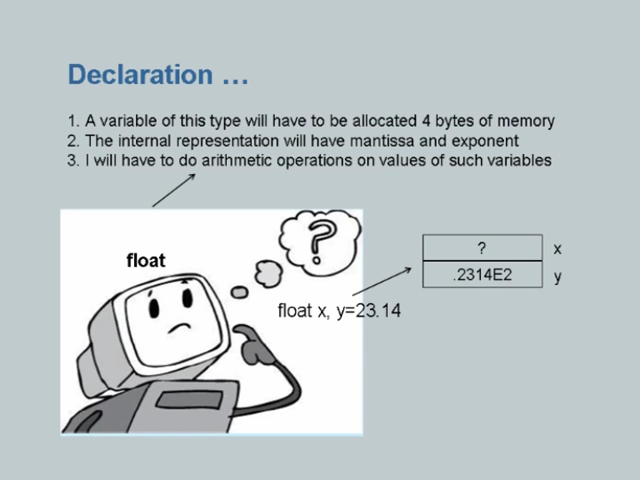 Declaration …
1. A variable of this type will have to be allocated 4 bytes of memory
2. The internal representation will have mantissa and exponent
3. I will have to do arithmetic operations on values of such variables
float
?
? x
.2314E2 y
float x, y=23.14